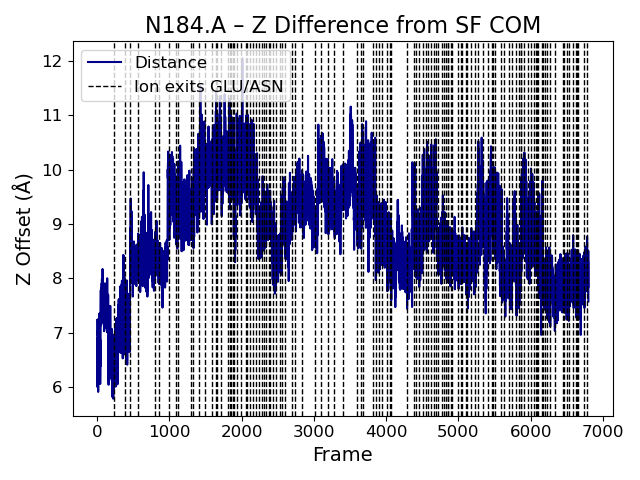 N184.A – Z Difference from SF COM
Distance
Ion exits GLU/ASN
12
11
10
9
8
7
6
Z Offset (Å)
0 1000 2000 3000 4000 5000 6000 7000
Frame